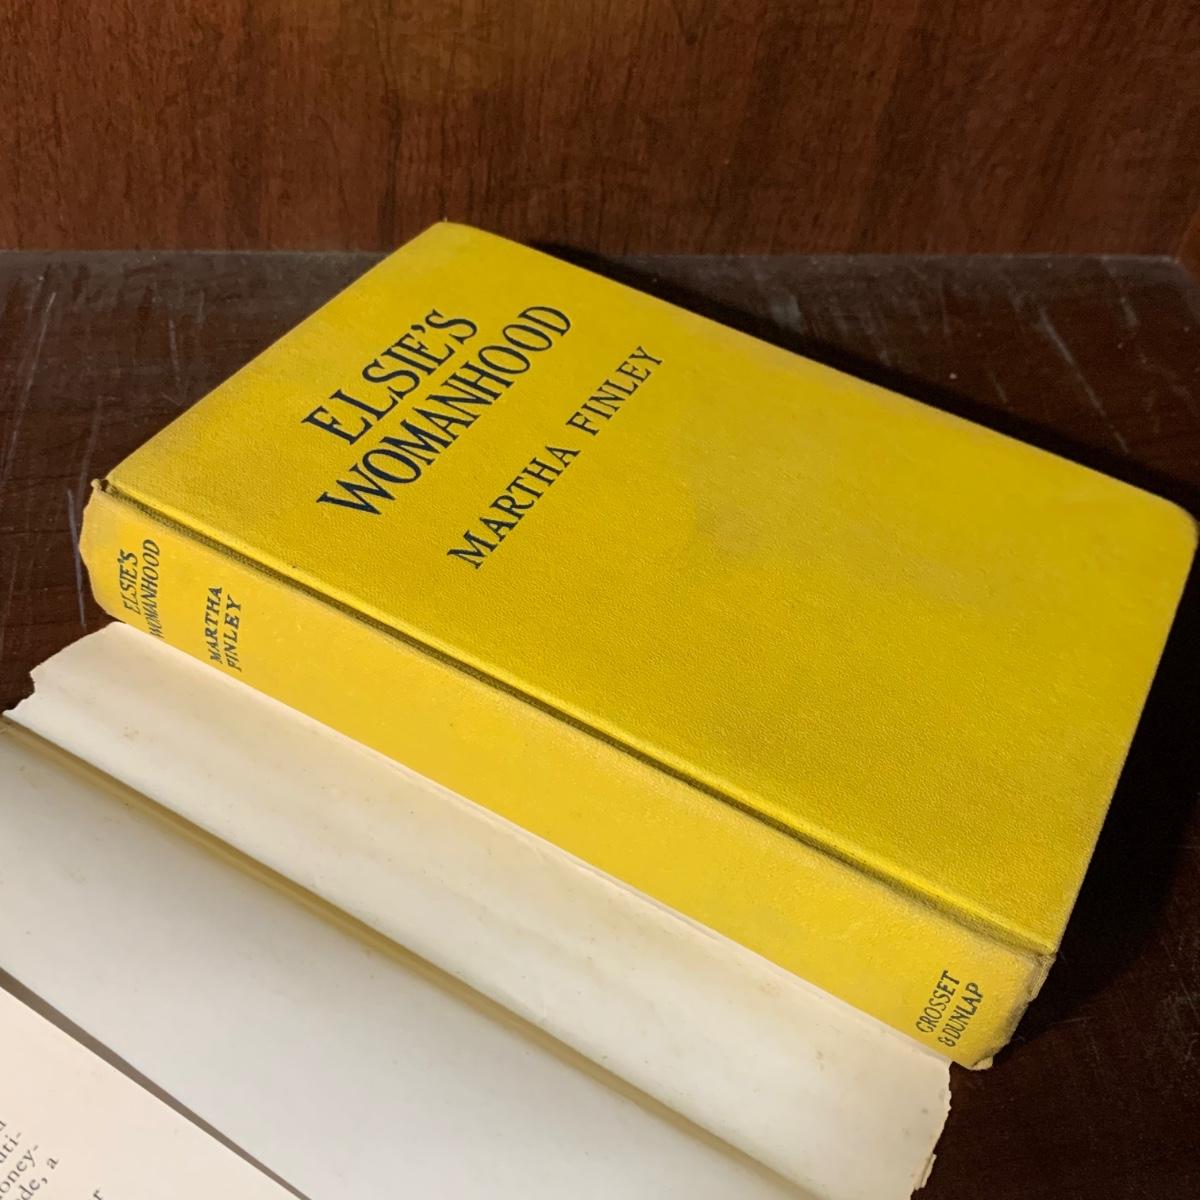 ELSIE'S
WOMANHOOD
MARTHA FINLEY
ELSIE'S
WOMANHOOD
MARTHA
FINLEY
GROSSET
& DUNLAP
a